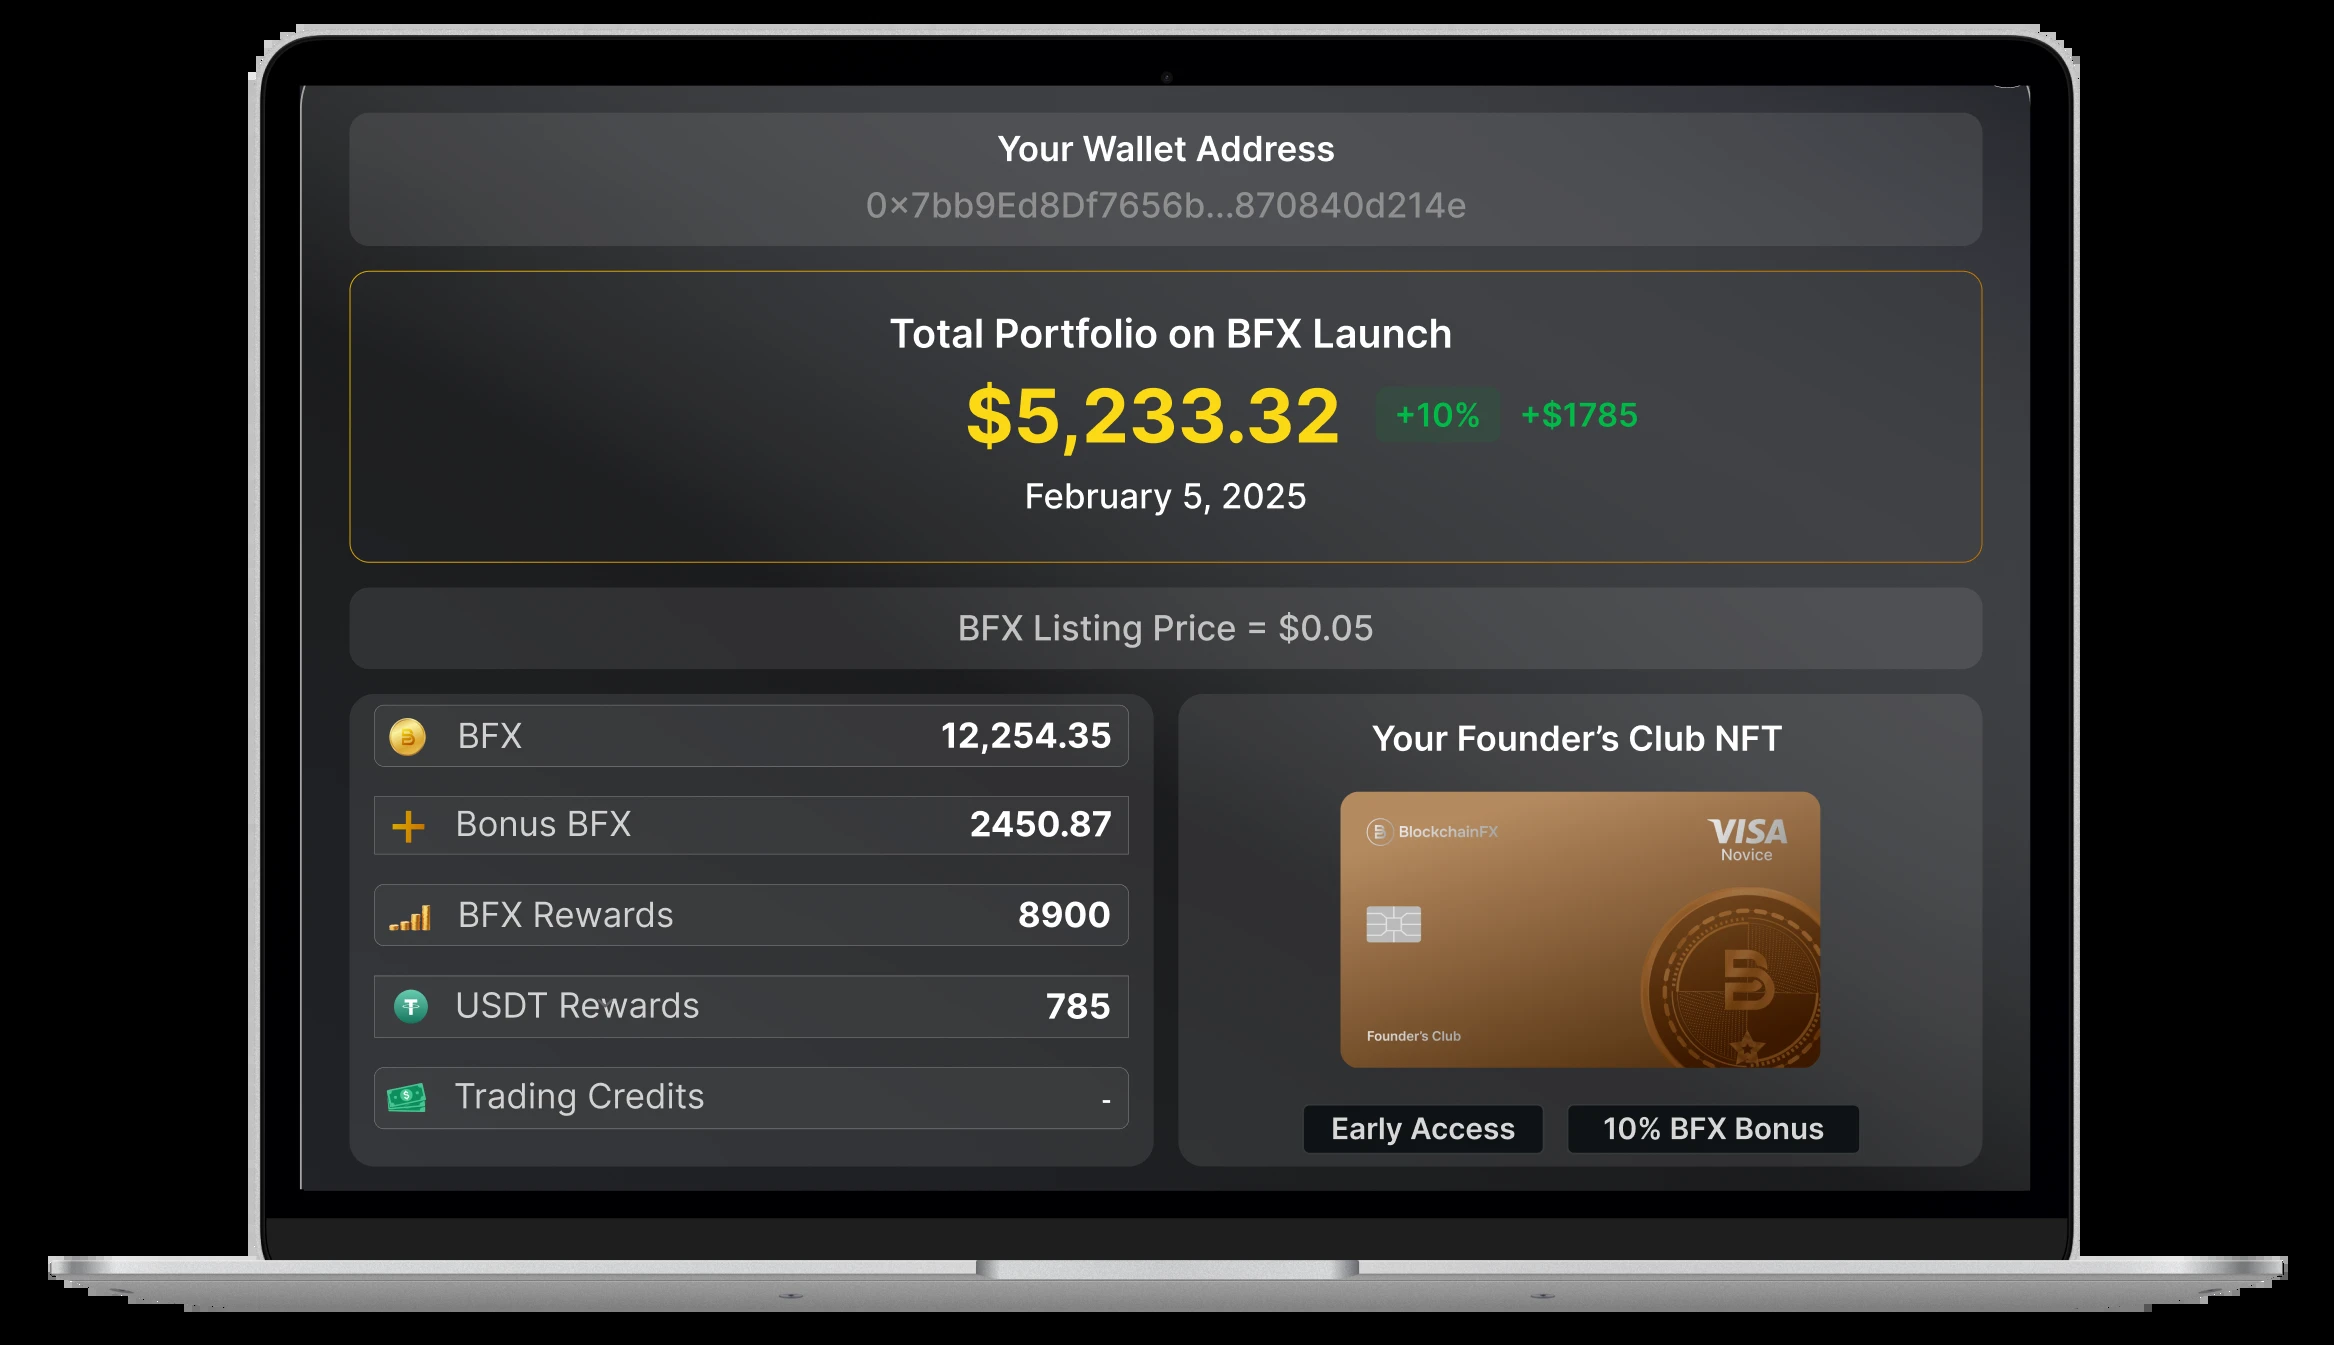 Your Wallet Address
0×7bb9Ed8Df7656b...870840d214e
Total Portfolio on BFX Launch
$5,233.32 +10% +$1785
February 5, 2025
BFX Listing Price = $0.05
BFX 12,254.35
Bonus BFX 2450.87
BFX Rewards 8900
USDT Rewards 785
Trading Credits -
Your Founder’s Club NFT
BlockchainFX VISA
Novice
Founder’s Club
Early Access 10% BFX Bonus